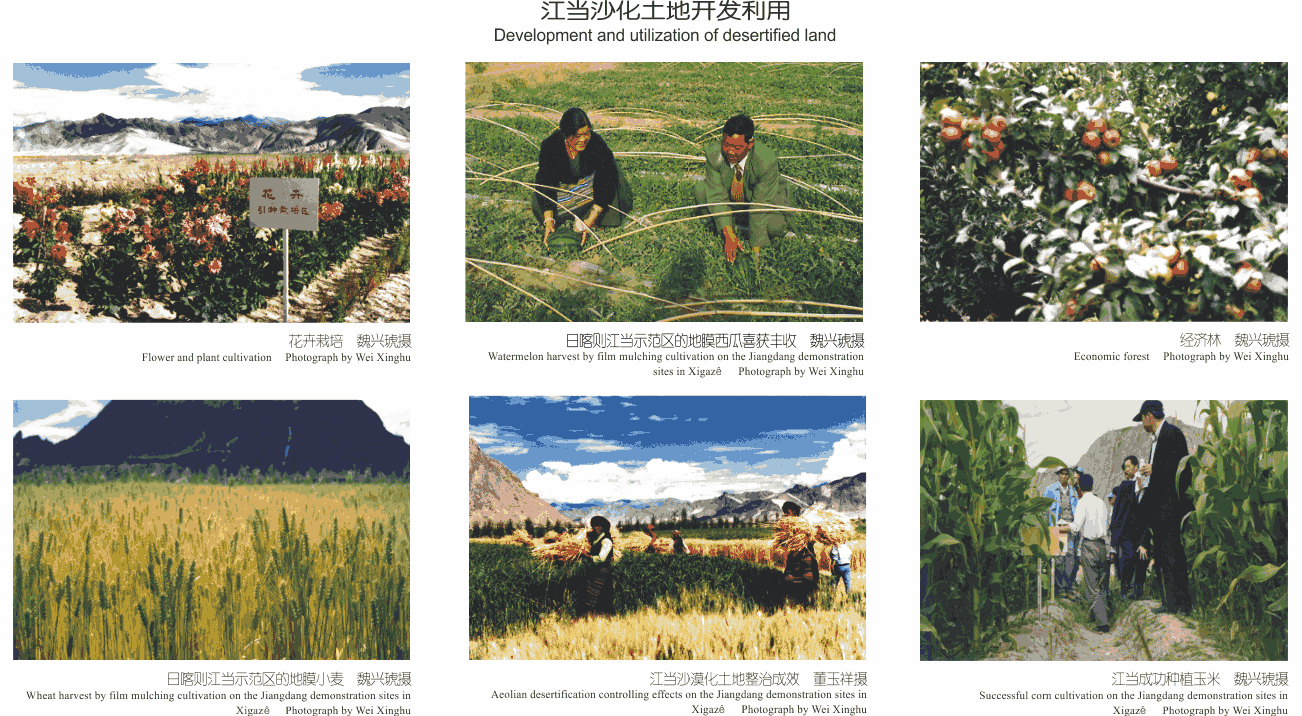 江当沙化土地开发利用
Development and utilization of desertified land
花卉
引种栽培区
花卉栽培 魏兴琥摄
Flower and plant cultivation Photograph by Wei Xinghu
日喀则江当示范区的地膜西瓜喜获丰收 魏兴琥摄
Watermelon harvest by film mulching cultivation on the Jiangdang demonstration
sites in Xigazê Photograph by Wei Xinghu
经济林 魏兴琥摄
Economic forest Photograph by Wei Xinghu
日喀则江当示范区的地膜小麦 魏兴琥摄
Wheat harvest by film mulching cultivation on the Jiangdang demonstration sites in
Xigazê Photograph by Wei Xinghu
江当沙漠化土地整治成效 董玉祥摄
Aeolian desertification controlling effects on the Jiangdang demonstration sites in
Xigazê Photograph by Wei Xinghu
江当成功种植玉米 魏兴琥摄
Successful corn cultivation on the Jiangdang demonstration sites in
Xigazê Photograph by Wei Xinghu